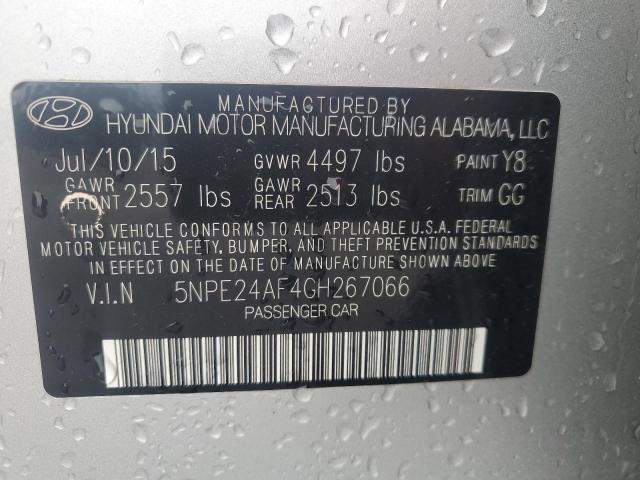 MANUFACTURED BY
HYUNDAI MOTOR MANUFACTURING ALABAMA, LLC
Jul/10/15 GVWR 4497 lbs PAINT Y8
GAWR FRONT 2557 lbs GAWR REAR 2513 lbs TRIM GG
THIS VEHICLE CONFORMS TO ALL APPLICABLE U.S.A. FEDERAL
MOTOR VEHICLE SAFETY, BUMPER, AND THEFT PREVENTION STANDARDS
IN EFFECT ON THE DATE OF MANUFACTURE SHOWN ABOVE
V.I.N 5NPE24AF4GH267066
PASSENGER CAR